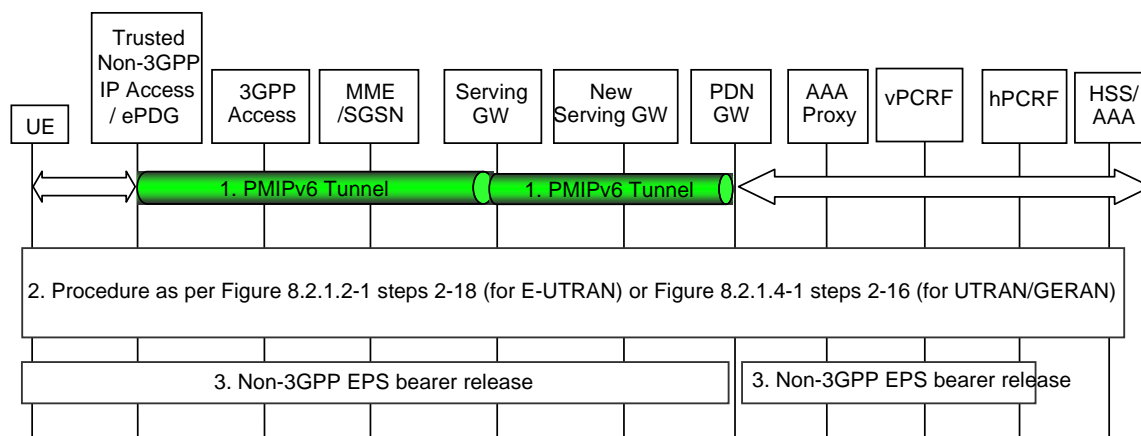 Trusted
Non-3GPP
IP Access
/ ePDG
UE
3GPP
Access
MME
/SGSN
Serving
GW
New
Serving GW
PDN
GW
AAA
Proxy
vPCRF
hPCRF
HSS/
AAA
1. PMIPv6 Tunnel
1. PMIPv6 Tunnel
2. Procedure as per Figure 8.2.1.2-1 steps 2-18 (for E-UTRAN) or Figure 8.2.1.4-1 steps 2-16 (for UTRAN/GERAN)
3. Non-3GPP EPS bearer release
3. Non-3GPP EPS bearer release